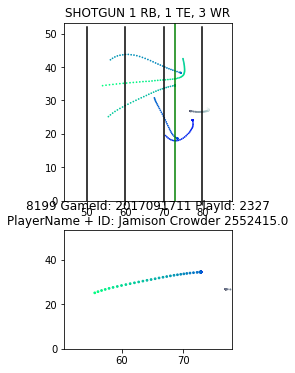 SHOTGUN 1 RB, 1 TE, 3 WR
50
40
30
20
10
0
50 60 70 80
8199 GameId: 2017091711 PlayId: 2327
PlayerName + ID: Jamison Crowder 2552415.0
40
20
0
60 70